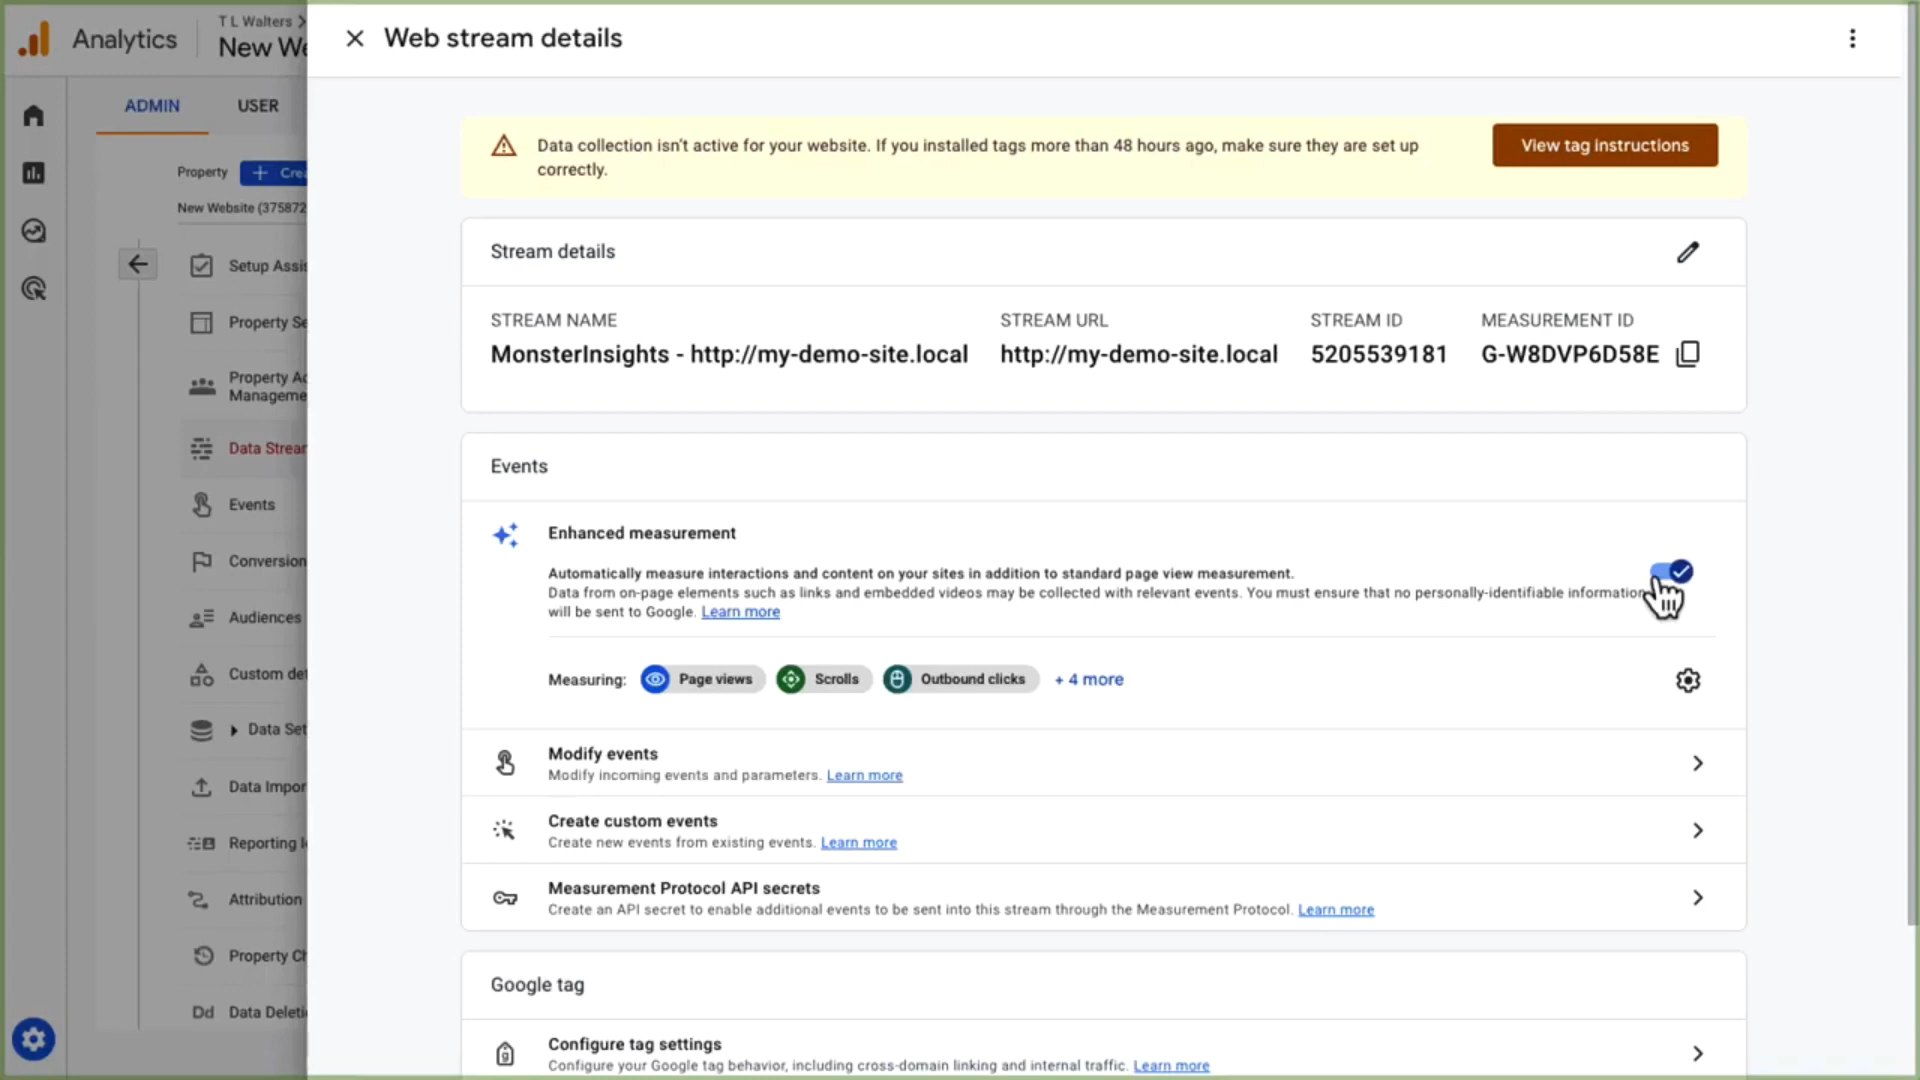 Analytics
T L Walters
New We
Web stream details
ADMIN
USER
Property
Crea
New Website (375872
Setup Assis
Property Se
Property Ac
Manageme
Data Strear
Events
Conversion
Audiences
Custom def
Data Set
Data Impor
Reporting I
Attribution
Property Ch
Dd Data Deleti
Data collection isn't active for your website. If you installed tags more than 48 hours ago, make sure they are set up
correctly.
View tag instructions
Stream details
STREAM NAME
STREAM URL
STREAM ID
MEASUREMENT ID
MonsterInsights - http://my-demo-site.local
http://my-demo-site.local
5205539181
G-W8DVP6D58E
Events
Enhanced measurement
Automatically measure interactions and content on your sites in addition to standard page view measurement.
Data from on-page elements such as links and embedded videos may be collected with relevant events. You must ensure that no personally-identifiable information
will be sent to Google. Learn more
Measuring: Page views Scrolls Outbound clicks + 4 more
Modify events
Modify incoming events and parameters. Learn more
Create custom events
Create new events from existing events. Learn more
Measurement Protocol API secrets
Create an API secret to enable additional events to be sent into this stream through the Measurement Protocol. Learn more
Google tag
Configure tag settings
Configure your Google tag behavior, including cross-domain linking and internal traffic. Learn more